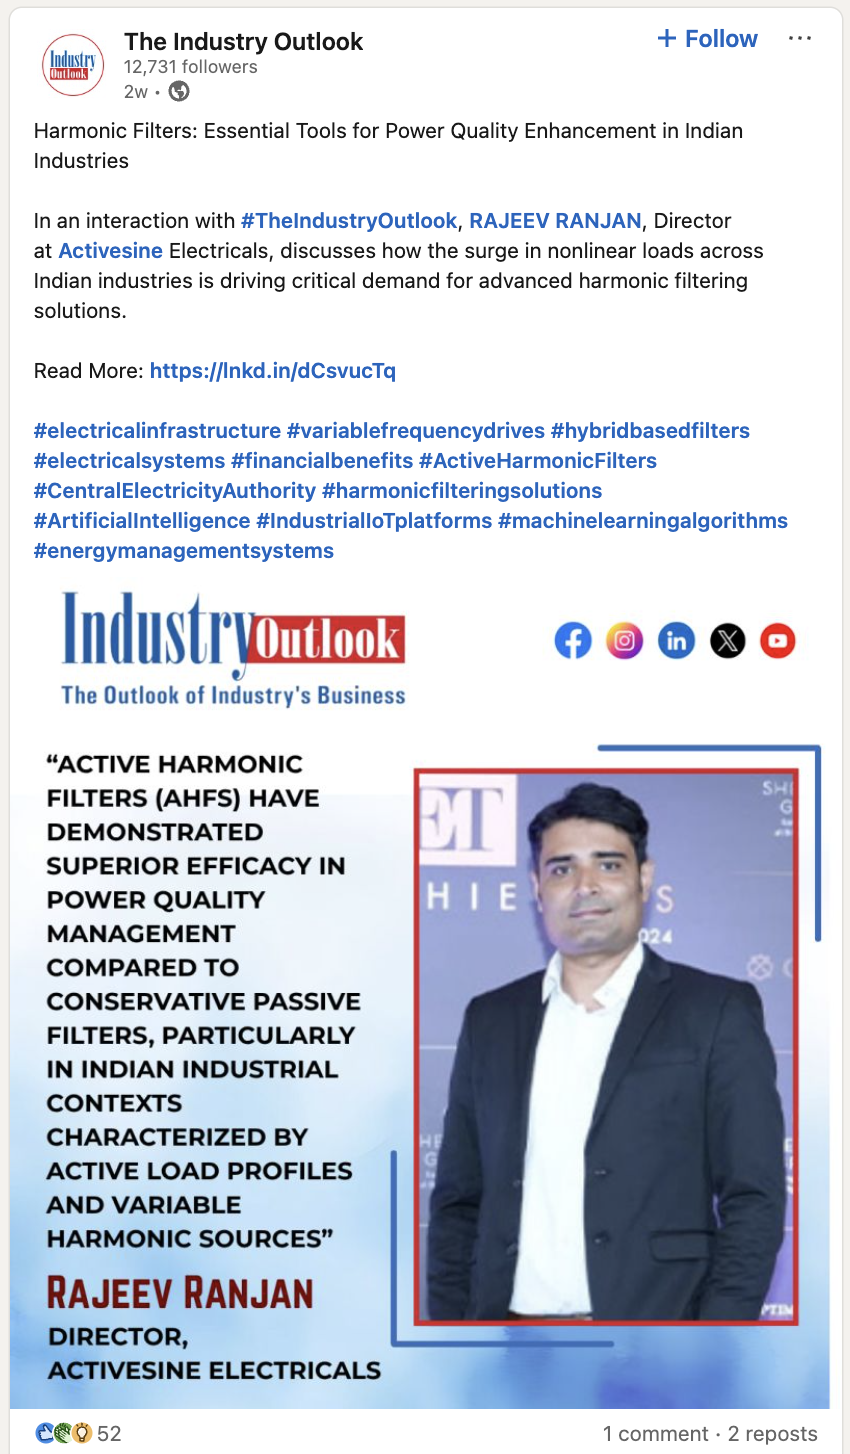 Industry
Outlook
The Industry Outlook
12,731 followers
2w •
+ Follow
···
Harmonic Filters: Essential Tools for Power Quality Enhancement in Indian
Industries
In an interaction with #TheIndustryOutlook, RAJEEV RANJAN, Director
at Activesine Electricals, discusses how the surge in nonlinear loads across
Indian industries is driving critical demand for advanced harmonic filtering
solutions.
Read More: https://lnkd.in/dCsvucTq
#electricalinfrastructure #variablefrequencydrives #hybridbasedfilters
#electricalsystems #financialbenefits #ActiveHarmonicFilters
#CentralElectricityAuthority #harmonicfilteringsolutions
#ArtificialIntelligence #IndustrialIoTplatforms #machinelearningalgorithms
#energymanagementsystems
Industry Outlook
The Outlook of Industry's Business
in
“ACTIVE HARMONIC
FILTERS (AHFS) HAVE
DEMONSTRATED
SUPERIOR EFFICACY IN
POWER QUALITY
MANAGEMENT
COMPARED TO
CONSERVATIVE PASSIVE
FILTERS, PARTICULARLY
IN INDIAN INDUSTRIAL
CONTEXTS
CHARACTERIZED BY
ACTIVE LOAD PROFILES
AND VARIABLE
HARMONIC SOURCES”
RAJEEV RANJAN
DIRECTOR,
ACTIVESINE ELECTRICALS
ET
SHE
G
HIE S
024
52
1 comment · 2 reposts